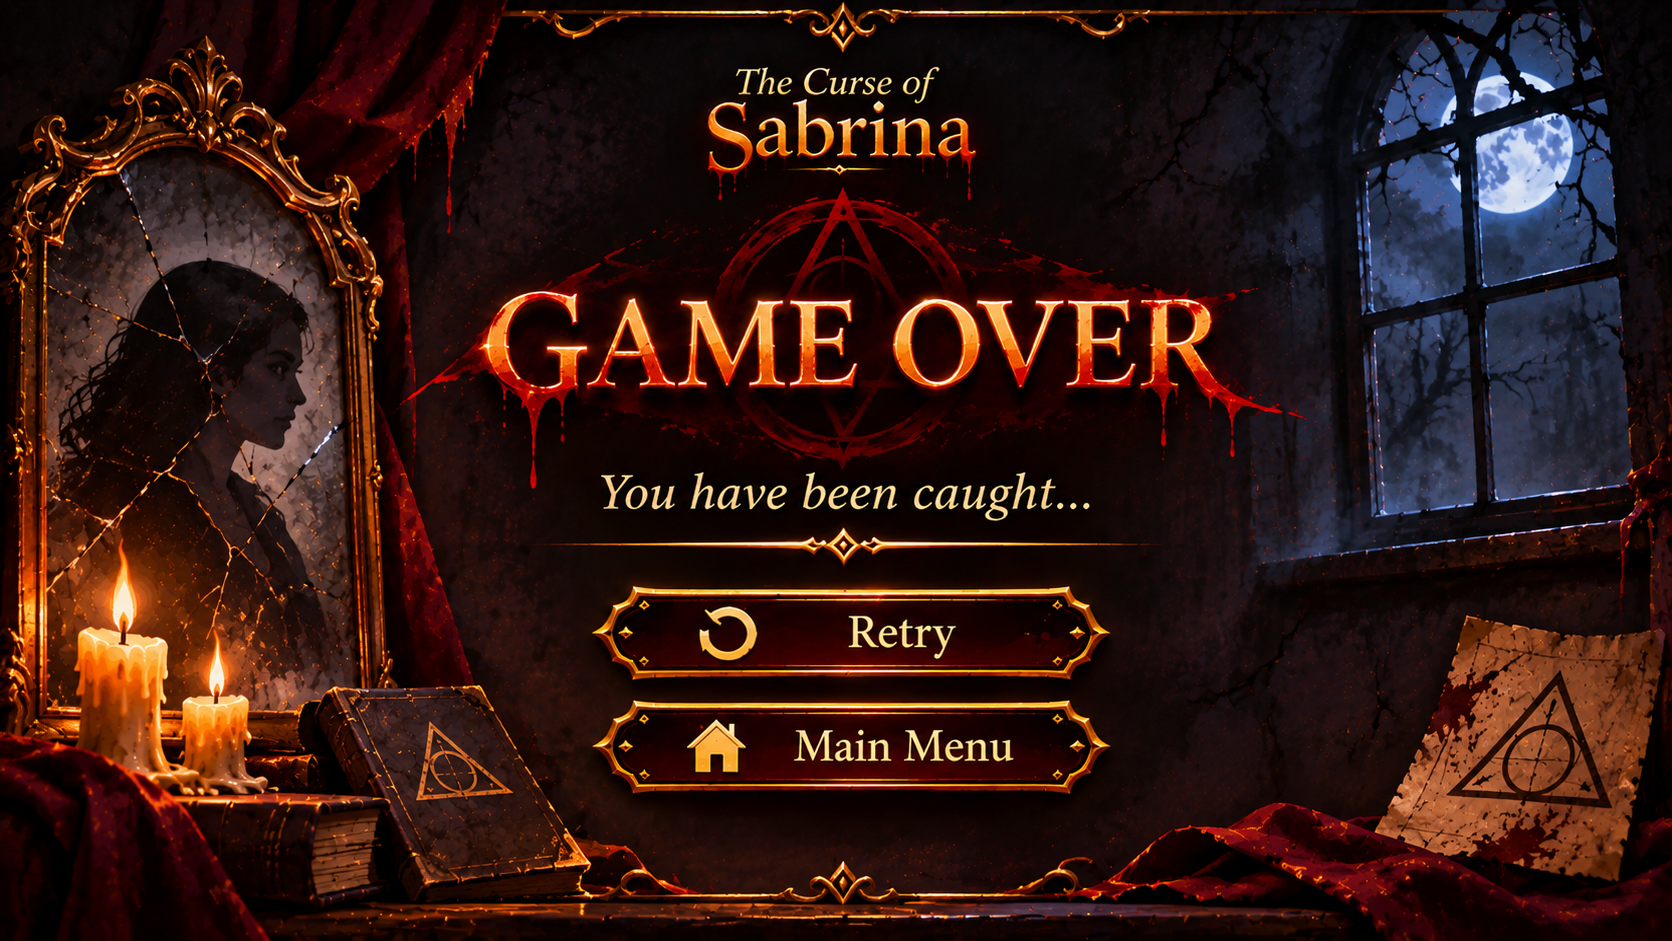 The Curse of
Sabrina
GAME OVER
You have been caught...
Retry
Main Menu